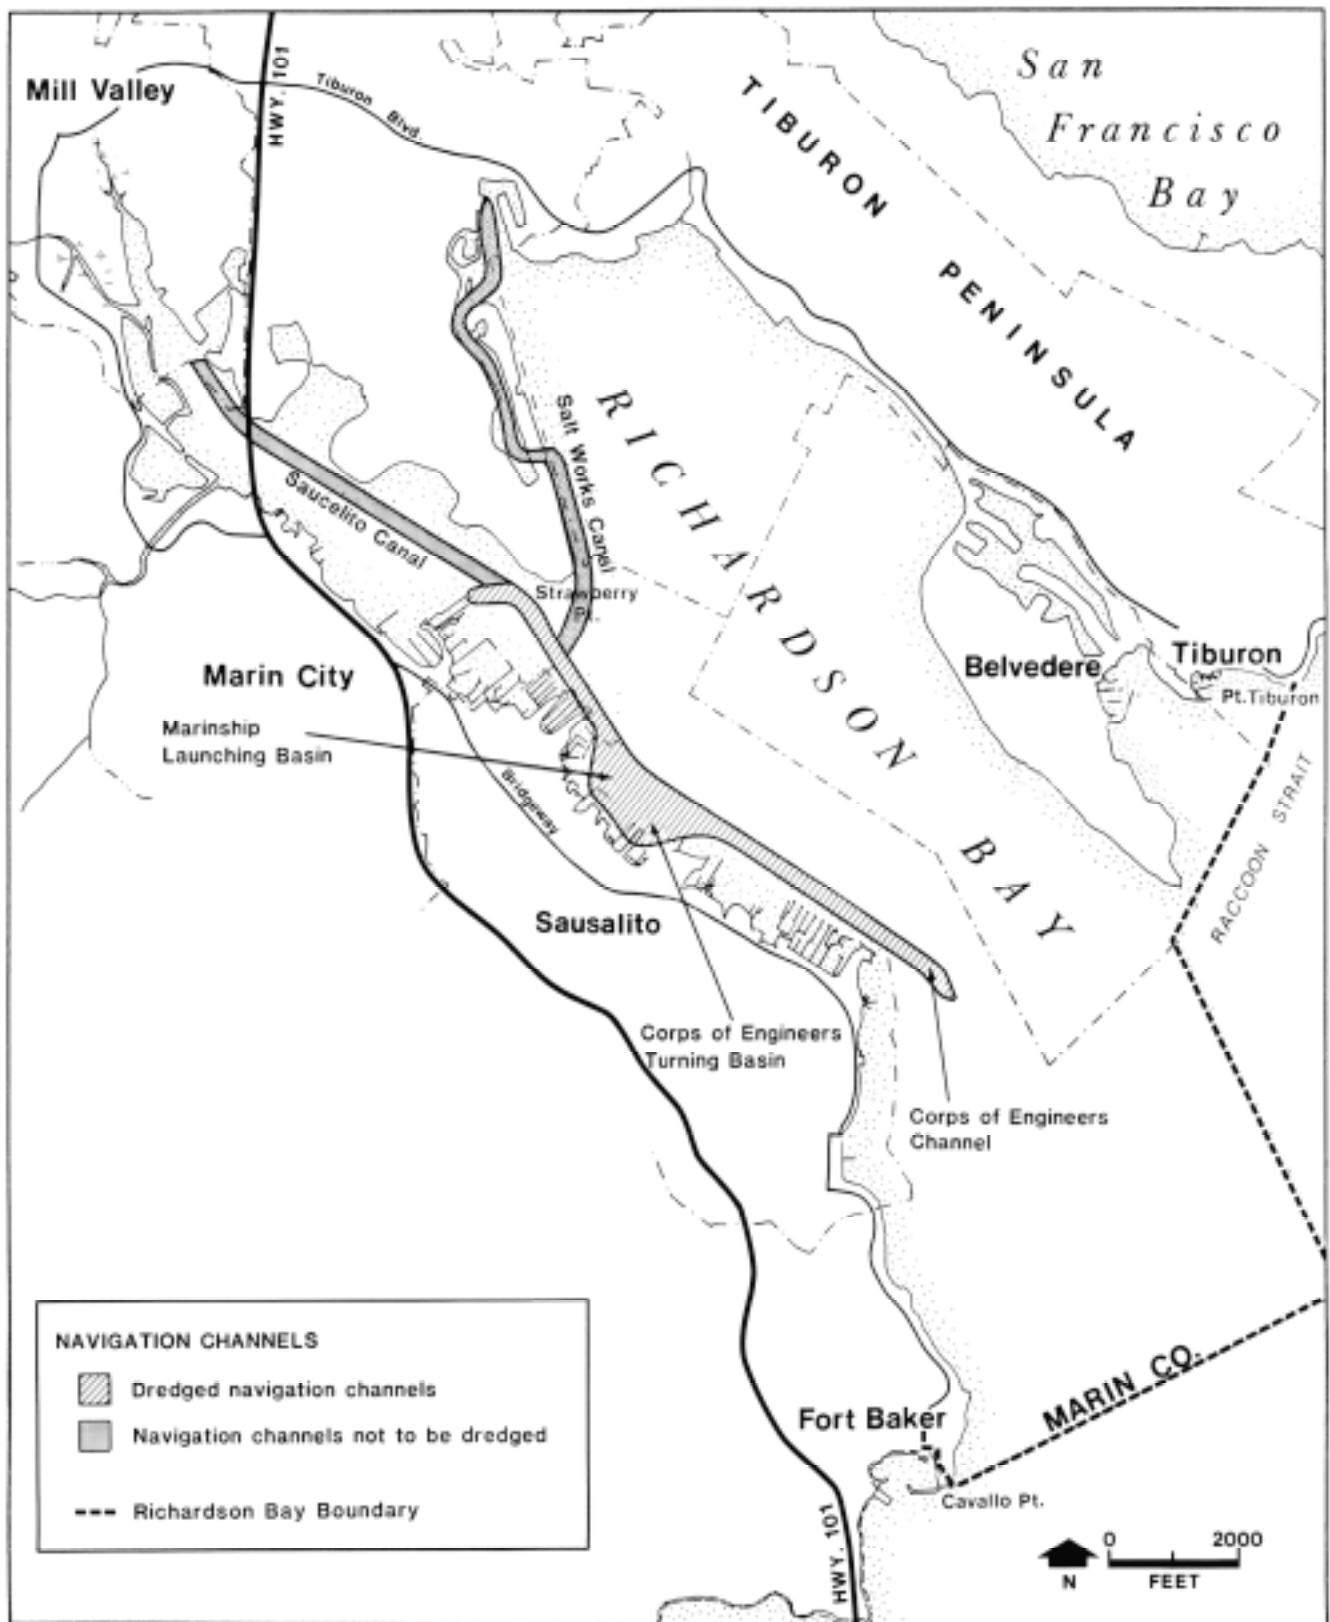 San
Francisco
Bay
Mill Valley
HWY. 101
Tiburon Blvd.
TIBURON PENINSULA
RICHARDSON BAY
Salt Works Canal
Saucelito Canal
Strawberry
Pt.
Marin City
Belvedere
Tiburon
Pt. Tiburon
Marinship
Launching Basin
Bridgeway
RACCOON STRAIT
Sausalito
Corps of Engineers
Turning Basin
Corps of Engineers
Channel
NAVIGATION CHANNELS
Dredged navigation channels
Navigation channels not to be dredged
Richardson Bay Boundary
MARIN CO.
Fort Baker
Cavallo Pt.
HWY. 101
N
0 2000
FEET